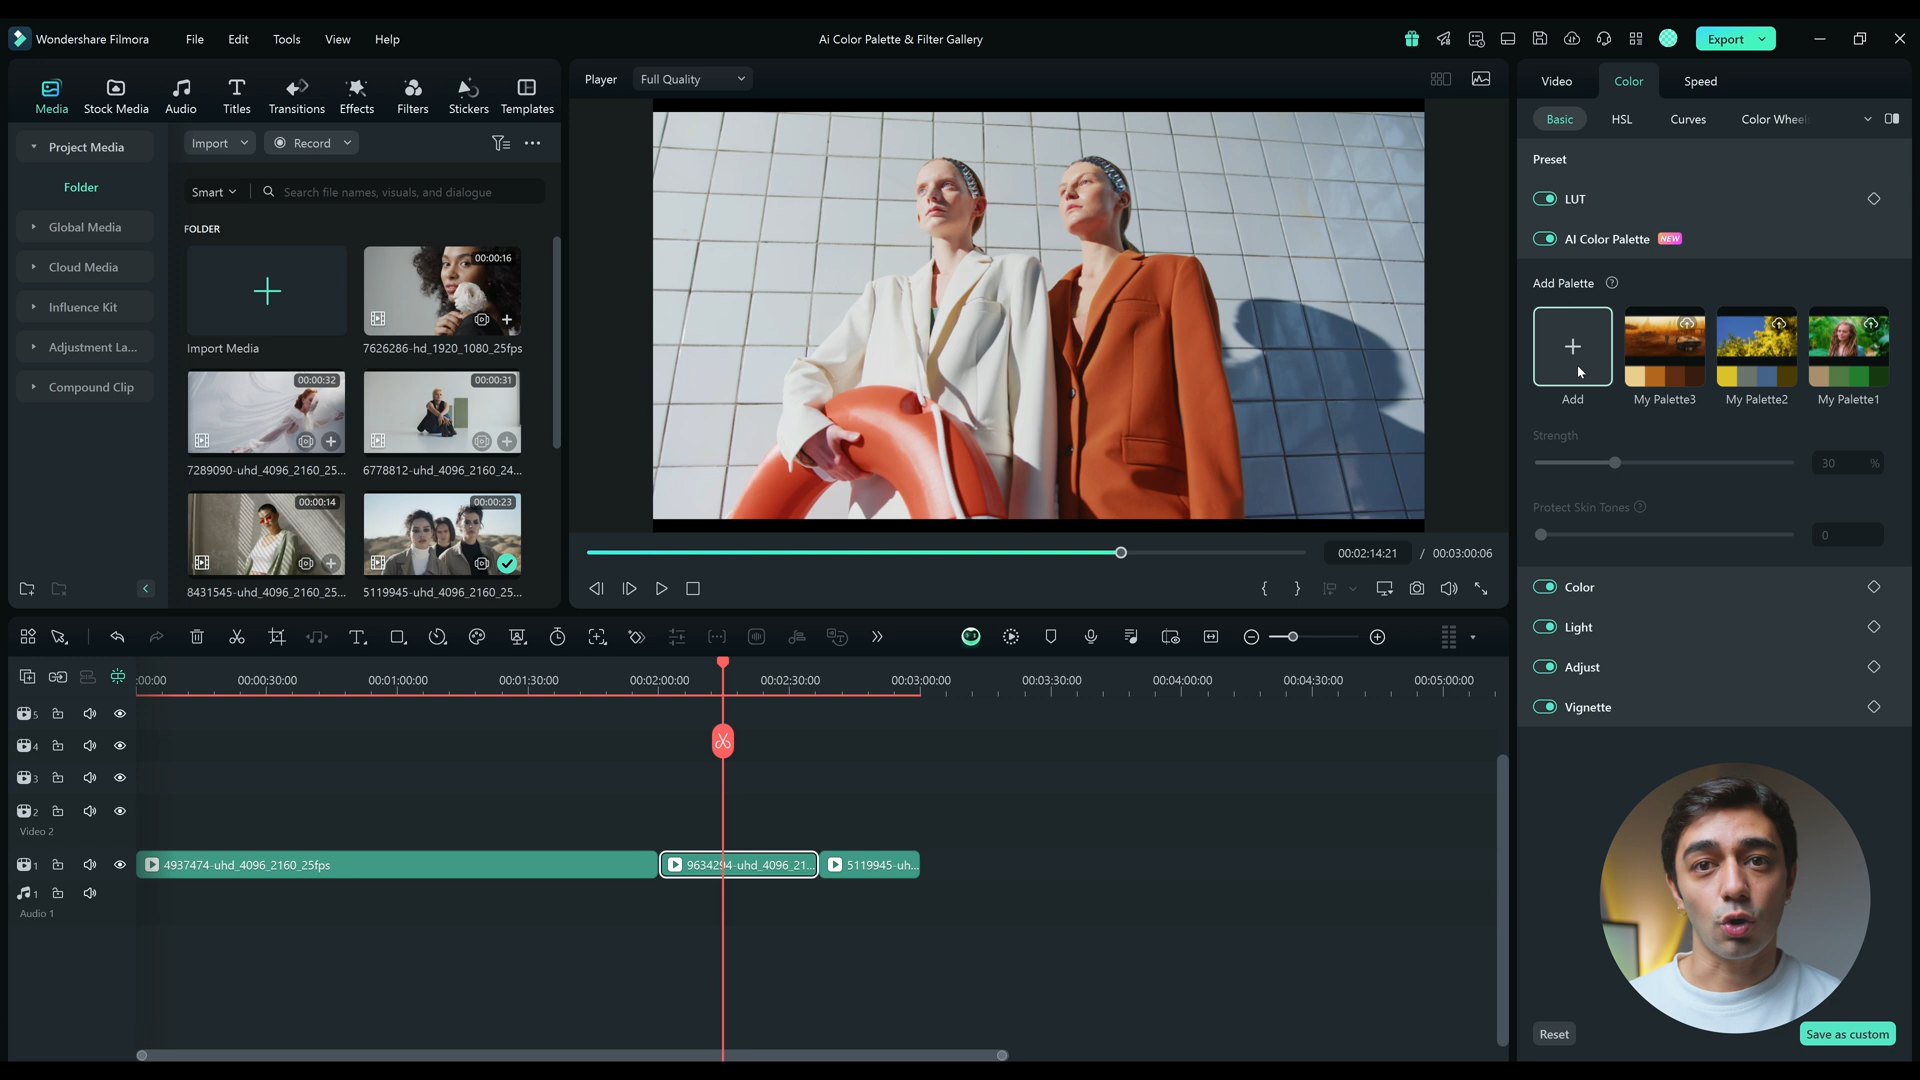 Wondershare Filmora
File
Edit
Tools
View
Help
Ai Color Palette & Filter Gallery
Export
Media
Stock Media
Audio
Titles
Transitions
Effects
Filters
Stickers
Templates
Project Media
Folder
Global Media
Cloud Media
Influence Kit
Adjustment La...
Compound Clip
Import
Record
Smart
Search file names, visuals, and dialogue
FOLDER
Import Media
00:00:16
7626286-hd_1920_1080_25fps
00:00:32
7289090-uhd_4096_2160_25...
00:00:31
6778812-uhd_4096_2160_24...
00:00:14
8431545-uhd_4096_2160_25...
00:00:23
5119945-uhd_4096_2160_25...
Player
Full Quality
00:02:14:21 / 00:03:00:06
Video
Color
Speed
Basic
HSL
Curves
Color Wheel
Preset
LUT
AI Color Palette NEW
Add Palette
Add
My Palette3
My Palette2
My Palette1
Strength
30 %
Protect Skin Tones
0
Color
Light
Adjust
Vignette
Reset
Save as custom
:00:00
00:00:30:00
00:01:00:00
00:01:30:00
00:02:00:00
00:02:30:00
00:03:00:00
00:03:30:00
00:04:00:00
00:04:30:00
00:05:00:00
5
4
3
2
Video 2
1
4937474-uhd_4096_2160_25fps
9634294-uhd_4096_21...
5119945-uh...
1
Audio 1